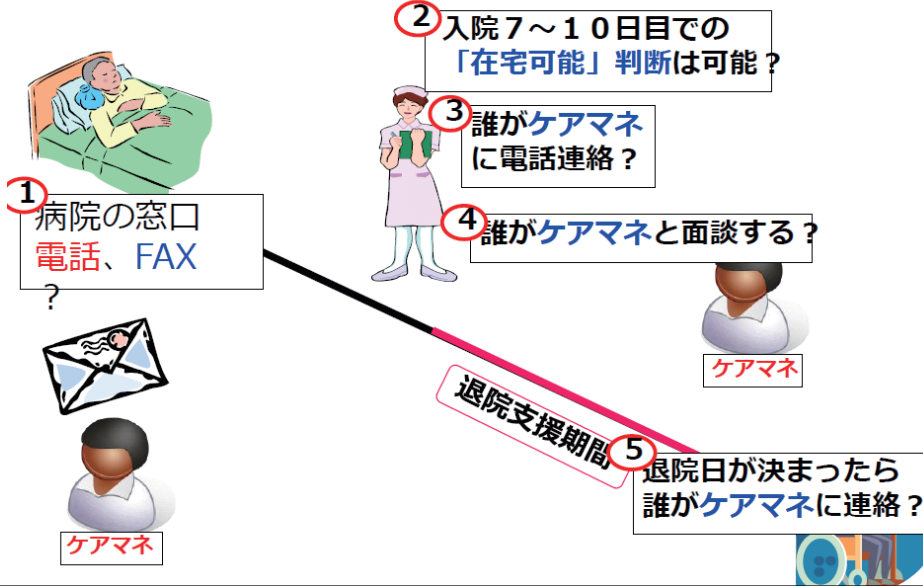 ①
病院の窓口
電話、FAX
?
ケアマネ
②
入院7〜10日目での
「在宅可能」判断は可能?
③
誰がケアマネ
に電話連絡?
④
誰がケアマネと面談する?
ケアマネ
退院支援期間
⑤
退院日が決まったら
誰がケアマネに連絡?